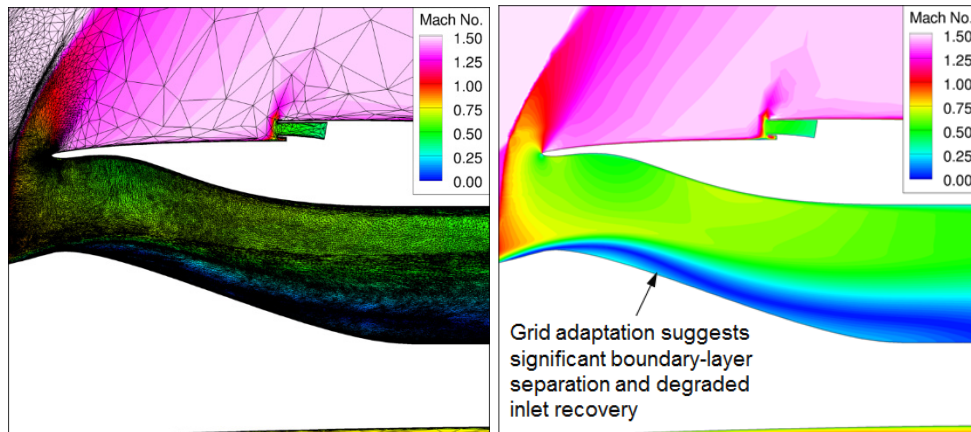 Mach No.
1.50
1.25
1.00
0.75
0.50
0.25
0.00
Mach No.
1.50
1.25
1.00
0.75
0.50
0.25
0.00
Grid adaptation suggests
significant boundary-layer
separation and degraded
inlet recovery